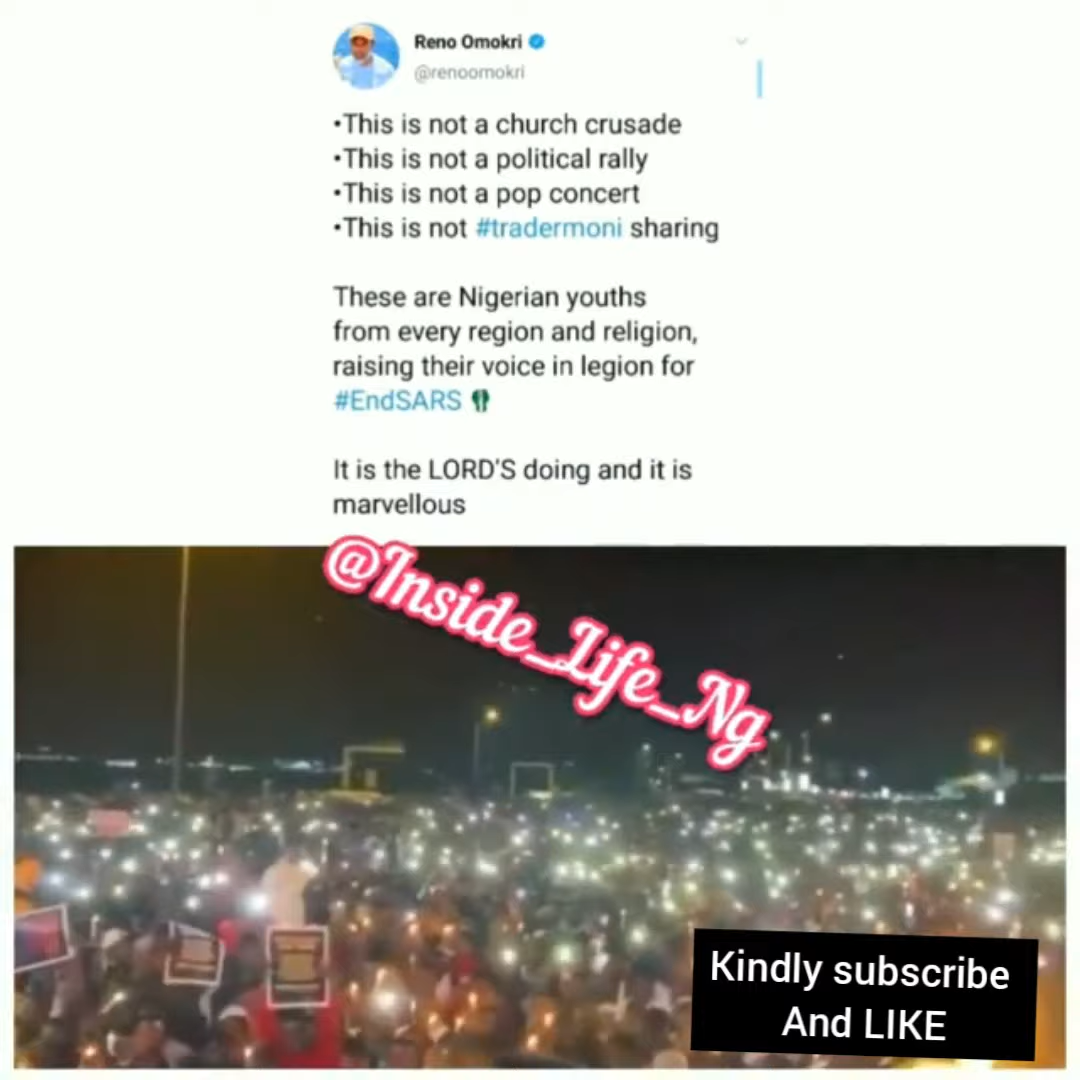 Reno Omokri
@renoomokri
•This is not a church crusade
•This is not a political rally
•This is not a pop concert
•This is not #tradermoni sharing
These are Nigerian youths
from every region and religion,
raising their voice in legion for
#EndSARS
It is the LORD'S doing and it is
marvellous
@Inside_Life_Ng
Kindly subscribe
And LIKE